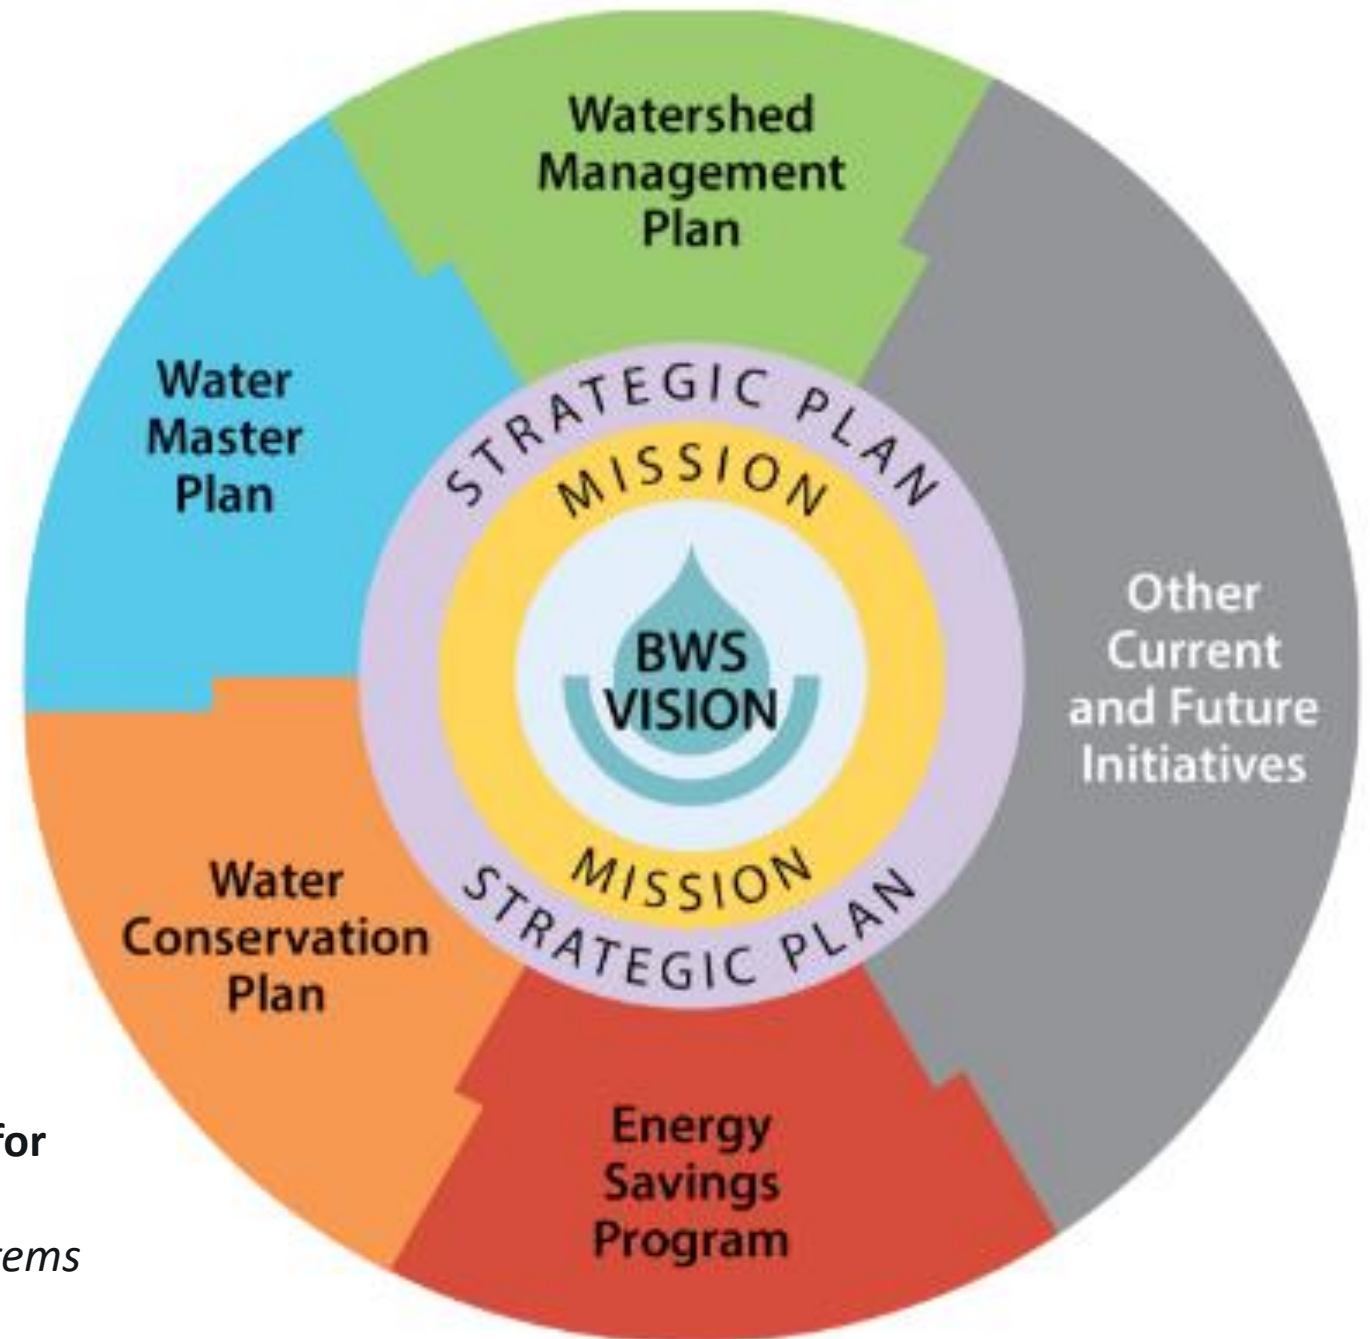 Watershed
Management
Plan
Water
Master
Plan
STRATEGIC PLAN
MISSION
BWS
VISION
MISSION
STRATEGIC PLAN
Other
Current
and Future
Initiatives
Water
Conservation
Plan
Energy
Savings
Program
for